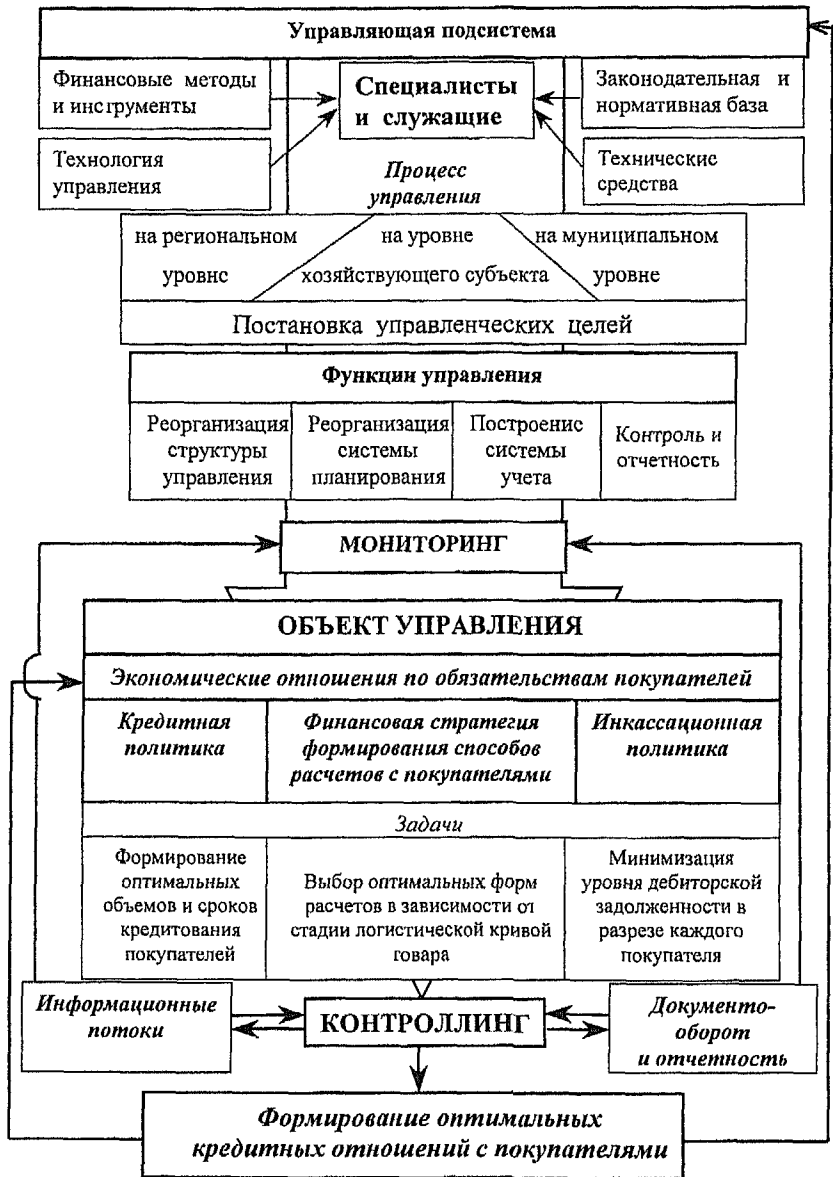 Управляющая подсистема
Финансовые методы
и инструменты
Специалисты
и служащие
Законодательная и
нормативная база
Технология
управления
Технические
средства
Процесс
управления
на региональном
уровне
на уровне
хозяйствующего субъекта
на муниципальном
уровне
Постановка управленческих целей
Функции управления
Реорганизация
структуры
управления
Реорганизация
системы
планирования
Построение
системы
учета
Контроль и
отчетность
МОНИТОРИНГ
ОБЪЕКТ УПРАВЛЕНИЯ
Экономические отношения по обязательствам покупателей
Кредитная
политика
Финансовая стратегия
формирования способов
расчетов с покупателями
Инкассационная
политика
Задачи
Формирование
оптимальных
объемов и сроков
кредитования
покупателей
Выбор оптимальных форм
расчетов в зависимости от
стадии логистической кривой
товара
Минимизация
уровня дебиторской
задолженности в
разрезе каждого
покупателя
Информационные
потоки
КОНТРОЛЛИНГ
Документо-
оборот
и отчетность
Формирование оптимальных
кредитных отношений с покупателями